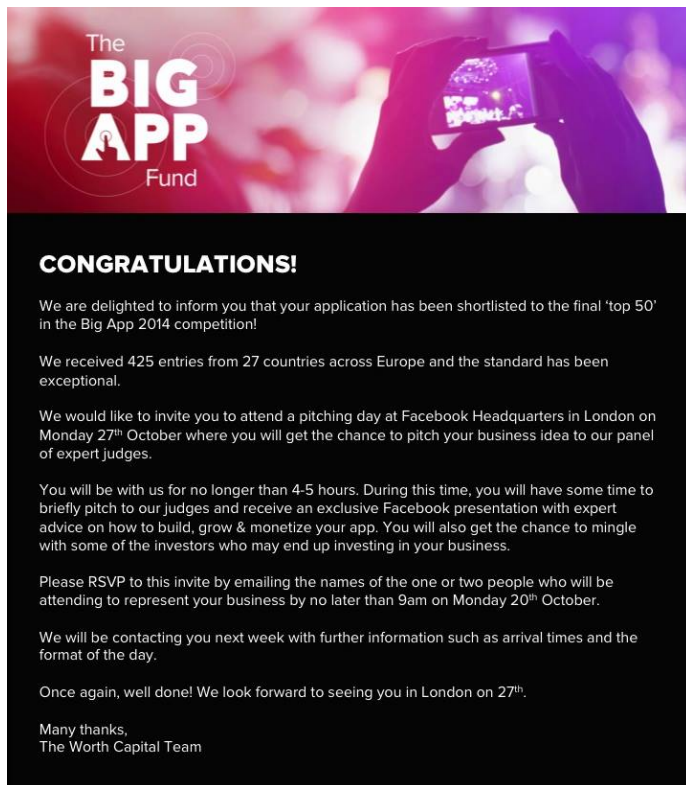 The
BIG
APP
Fund
CONGRATULATIONS!
We are delighted to inform you that your application has been shortlisted to the final ‘top 50’
in the Big App 2014 competition!
We received 425 entries from 27 countries across Europe and the standard has been
exceptional.
We would like to invite you to attend a pitching day at Facebook Headquarters in London on
Monday 27th October where you will get the chance to pitch your business idea to our panel
of expert judges.
You will be with us for no longer than 4-5 hours. During this time, you will have some time to
briefly pitch to our judges and receive an exclusive Facebook presentation with expert
advice on how to build, grow & monetize your app. You will also get the chance to mingle
with some of the investors who may end up investing in your business.
Please RSVP to this invite by emailing the names of the one or two people who will be
attending to represent your business by no later than 9am on Monday 20th October.
We will be contacting you next week with further information such as arrival times and the
format of the day.
Once again, well done! We look forward to seeing you in London on 27th.
Many thanks,
The Worth Capital Team